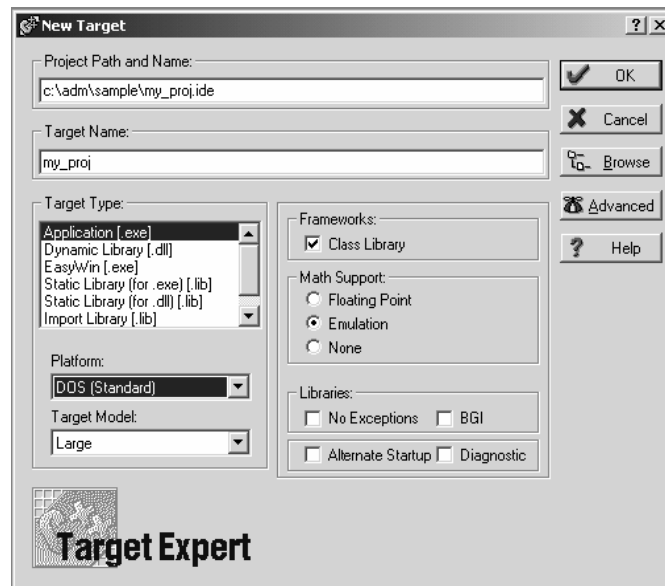 New Target
Project Path and Name:
c:\adm\sample\my_proj.ide
Target Name:
my_proj
Target Type:
Application [.exe]
Dynamic Library [.dll]
EasyWin [.exe]
Static Library (for .exe) [.lib]
Static Library (for .dll) [.lib]
Import Library [.lib]
Platform:
DOS (Standard)
Target Model:
Large
Frameworks:
Class Library
Math Support:
Floating Point
Emulation
None
Libraries:
No Exceptions BGI
Alternate Startup Diagnostic
OK
Cancel
Browse
Advanced
? Help
Target Expert